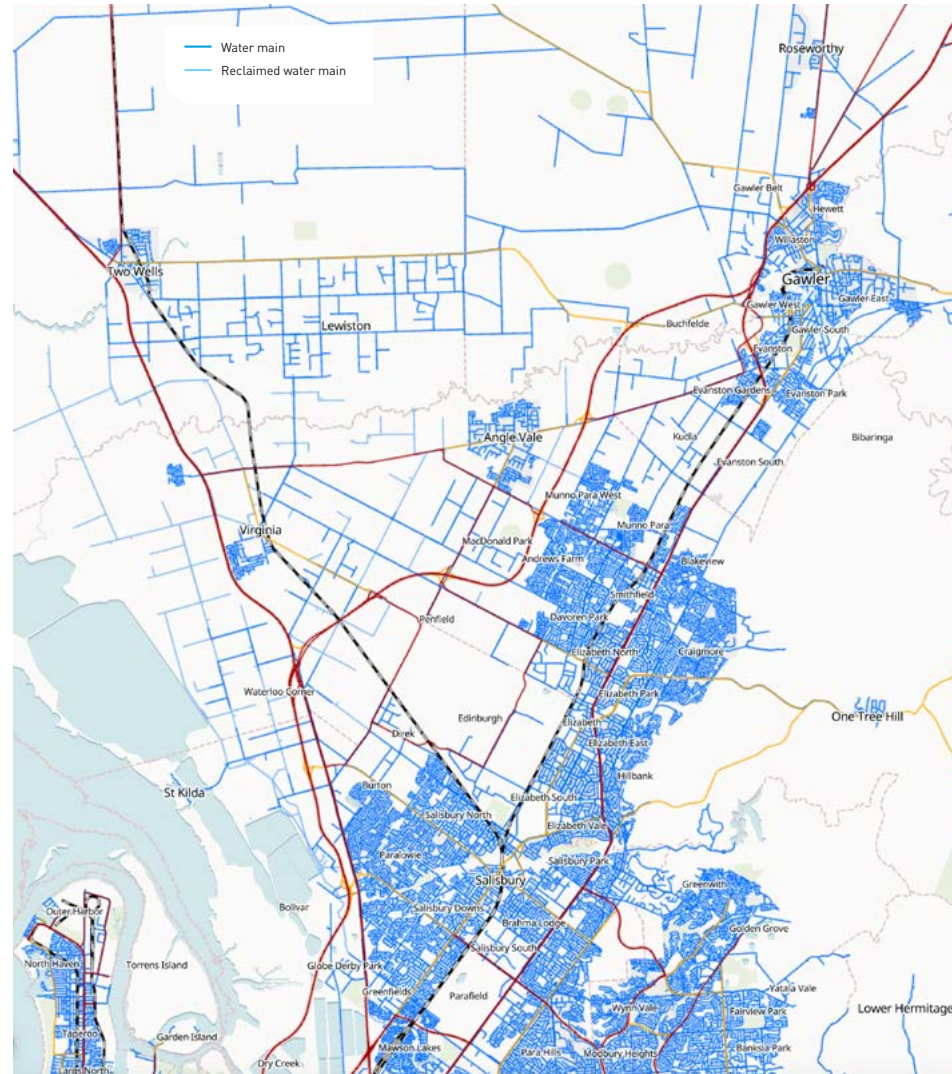 Water main
Reclaimed water main
Roseworthy
Gawler Belt
Hewett
Willaston
Two Wells
Gawler
Gawler West
Gawler East
Lewiston
Buchfelde
Gawler South
Evanston
Evanston Gardens
Evanston Park
Angle Vale
Kudla
Bibaringa
Evanston South
Munno Para West
Virginia
Munno Para
MacDonald Park
Andrews Farm
Blakeview
Smithfield
Penfield
Davoren Park
Elizabeth North
Craigmore
Waterloo Corner
Elizabeth Park
Edinburgh
One Tree Hill
Direk
Elizabeth
Elizabeth East
Hillbank
St Kilda
Burton
Elizabeth South
Salisbury North
Elizabeth Vale
Paralowie
Salisbury Park
Salisbury
Greenwith
Outer Harbor
Bolivar
Salisbury Downs
Brahma Lodge
Golden Grove
Salisbury South
North Haven
Torrens Island
Globe Derby Park
Yatala Vale
Greenfields
Parafield
Wynn Vale
Fairview Park
Lower Hermitage
Taperoo
Garden Island
Mawson Lakes
Para Hills
Modbury Heights
Banksia Park
Dry Creek
Largs North